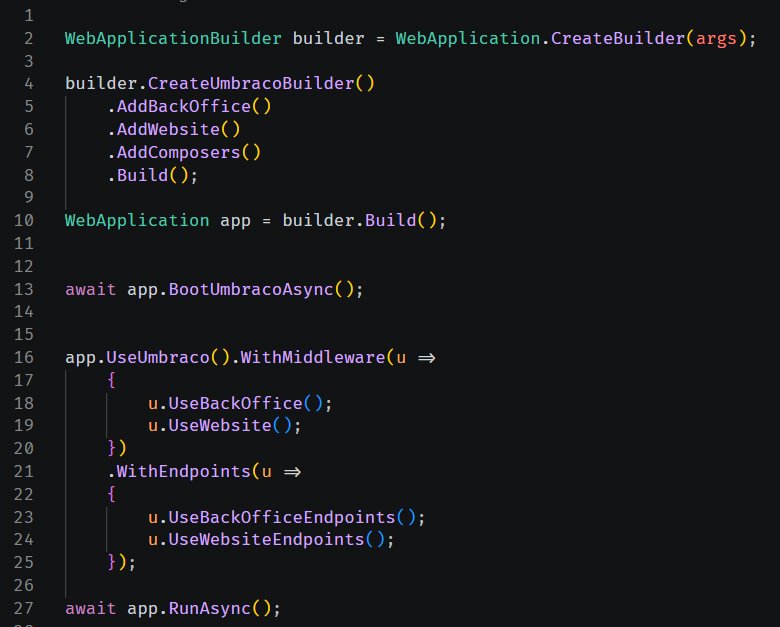 1
2 WebApplicationBuilder builder = WebApplication.CreateBuilder(args);
3
4 builder.CreateUmbracoBuilder()
5     .AddBackOffice()
6     .AddWebsite()
7     .AddComposers()
8     .Build();
9
10 WebApplication app = builder.Build();
11
12
13 await app.BootUmbracoAsync();
14
15
16 app.UseUmbraco().WithMiddleware(u =>
17     {
18         u.UseBackOffice();
19         u.UseWebsite();
20     })
21     .WithEndpoints(u =>
22     {
23         u.UseBackOfficeEndpoints();
24         u.UseWebsiteEndpoints();
25     });
26
27 await app.RunAsync();